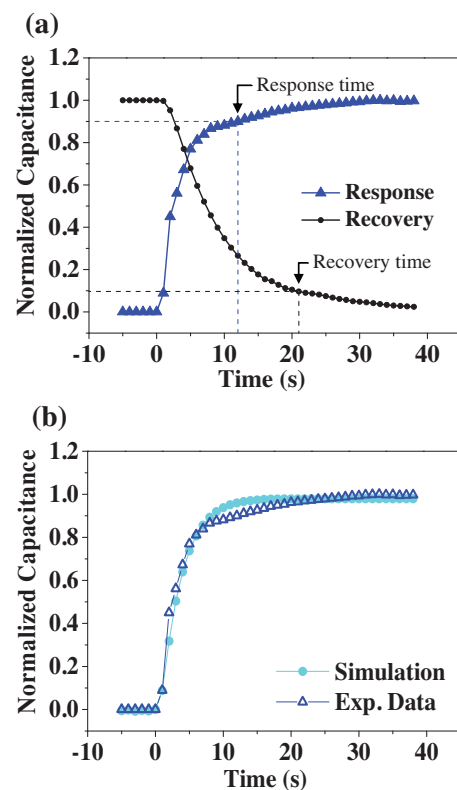 (a)
1.2
1.0
0.8
0.6
0.4
0.2
0.0
Normalized Capacitance
Response time
Response
Recovery
Recovery time
-10 0 10 20 30 40
Time (s)
(b)
1.2
1.0
0.8
0.6
0.4
0.2
0.0
Normalized Capacitance
Simulation
Exp. Data
-10 0 10 20 30 40
Time (s)